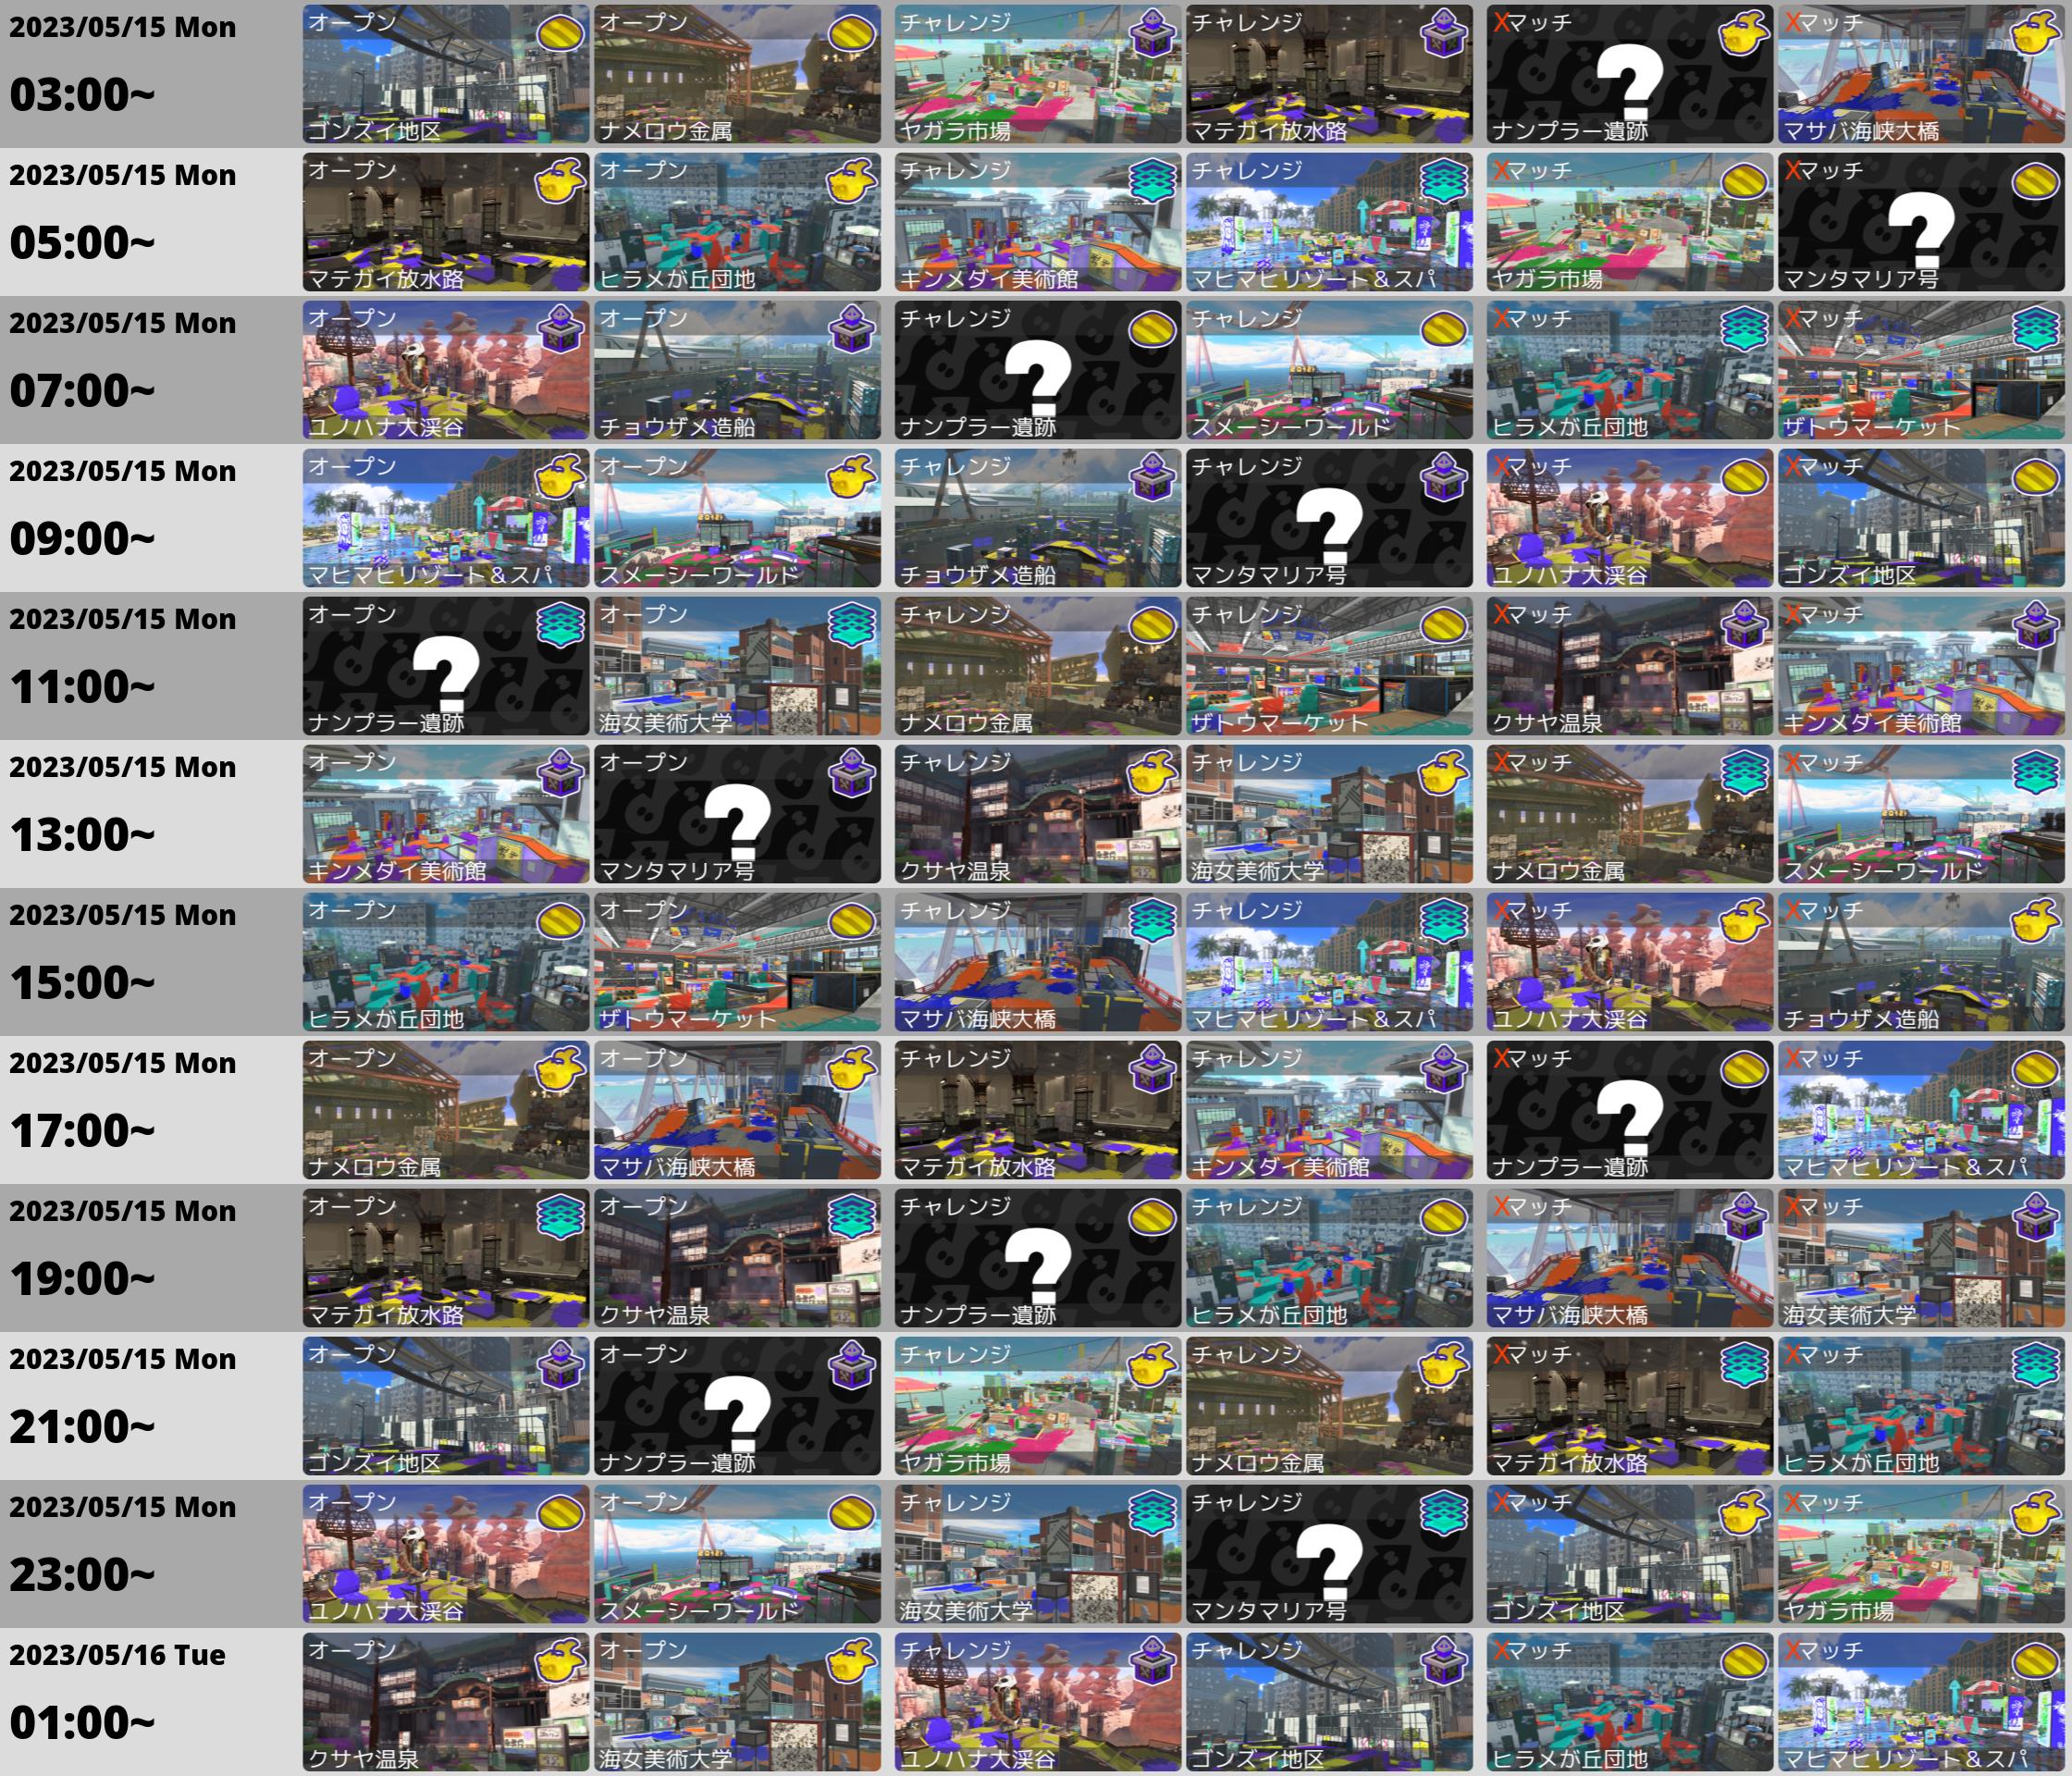 2023/05/15 Mon
03:00~
オープン
ゴンズイ地区
オープン
ナメロウ金属
チャレンジ
ヤガラ市場
チャレンジ
マテガイ放水路
Xマッチ
?
ナンプラー遺跡
Xマッチ
マサバ海峡大橋
2023/05/15 Mon
05:00~
オープン
マテガイ放水路
オープン
ヒラメが丘団地
チャレンジ
キンメダイ美術館
チャレンジ
マヒマヒリゾート&スパ
Xマッチ
ヤガラ市場
Xマッチ
?
マンタマリア号
2023/05/15 Mon
07:00~
オープン
ユノハナ大渓谷
オープン
チョウザメ造船
チャレンジ
?
ナンプラー遺跡
チャレンジ
スメーシーワールド
Xマッチ
ヒラメが丘団地
Xマッチ
ザトウマーケット
2023/05/15 Mon
09:00~
オープン
マヒマヒリゾート&スパ
オープン
スメーシーワールド
チャレンジ
チョウザメ造船
チャレンジ
?
マンタマリア号
Xマッチ
ユノハナ大渓谷
Xマッチ
ゴンズイ地区
2023/05/15 Mon
11:00~
オープン
?
ナンプラー遺跡
オープン
海女美術大学
チャレンジ
ナメロウ金属
チャレンジ
ザトウマーケット
Xマッチ
クサヤ温泉
Xマッチ
キンメダイ美術館
2023/05/15 Mon
13:00~
オープン
キンメダイ美術館
オープン
?
マンタマリア号
チャレンジ
クサヤ温泉
チャレンジ
海女美術大学
Xマッチ
ナメロウ金属
Xマッチ
スメーシーワールド
2023/05/15 Mon
15:00~
オープン
ヒラメが丘団地
オープン
ザトウマーケット
チャレンジ
マサバ海峡大橋
チャレンジ
マヒマヒリゾート&スパ
Xマッチ
ユノハナ大渓谷
Xマッチ
チョウザメ造船
2023/05/15 Mon
17:00~
オープン
ナメロウ金属
オープン
マサバ海峡大橋
チャレンジ
マテガイ放水路
チャレンジ
キンメダイ美術館
Xマッチ
?
ナンプラー遺跡
Xマッチ
マヒマヒリゾート&スパ
2023/05/15 Mon
19:00~
オープン
マテガイ放水路
オープン
クサヤ温泉
チャレンジ
?
ナンプラー遺跡
チャレンジ
ヒラメが丘団地
Xマッチ
マサバ海峡大橋
Xマッチ
海女美術大学
2023/05/15 Mon
21:00~
オープン
ゴンズイ地区
オープン
?
ナンプラー遺跡
チャレンジ
ヤガラ市場
チャレンジ
ナメロウ金属
Xマッチ
マテガイ放水路
Xマッチ
ヒラメが丘団地
2023/05/15 Mon
23:00~
オープン
ユノハナ大渓谷
オープン
スメーシーワールド
チャレンジ
海女美術大学
チャレンジ
?
マンタマリア号
Xマッチ
ゴンズイ地区
Xマッチ
ヤガラ市場
2023/05/16 Tue
01:00~
オープン
クサヤ温泉
オープン
海女美術大学
チャレンジ
ユノハナ大渓谷
チャレンジ
ゴンズイ地区
Xマッチ
ヒラメが丘団地
Xマッチ
マヒマヒリゾート&スパ